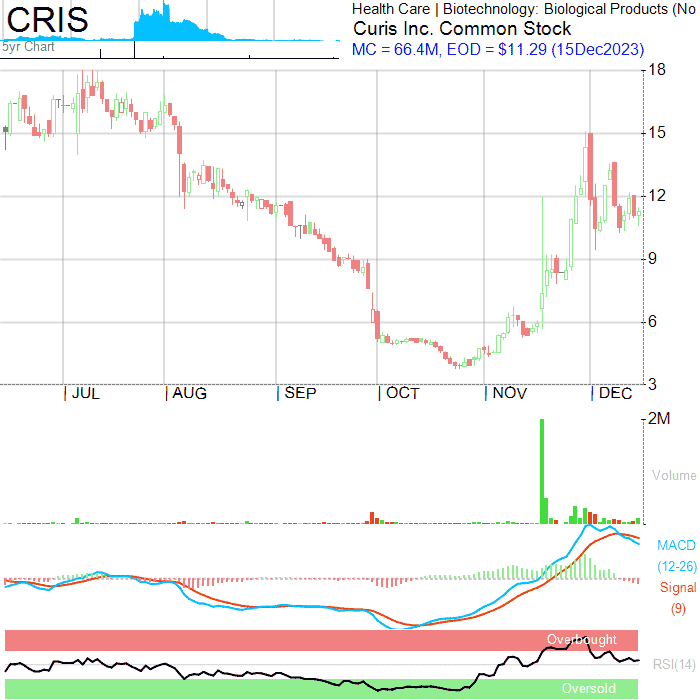 CRIS
5yr Chart
Health Care | Biotechnology: Biological Products (No
Curis Inc. Common Stock
MC = 66.4M, EOD = $11.29 (15Dec2023)
18
15
12
9
6
3
| JUL | AUG | SEP | OCT | NOV | DEC
2M
Volume
MACD
(12-26)
Signal
(9)
Overbought
RSI(14)
Oversold